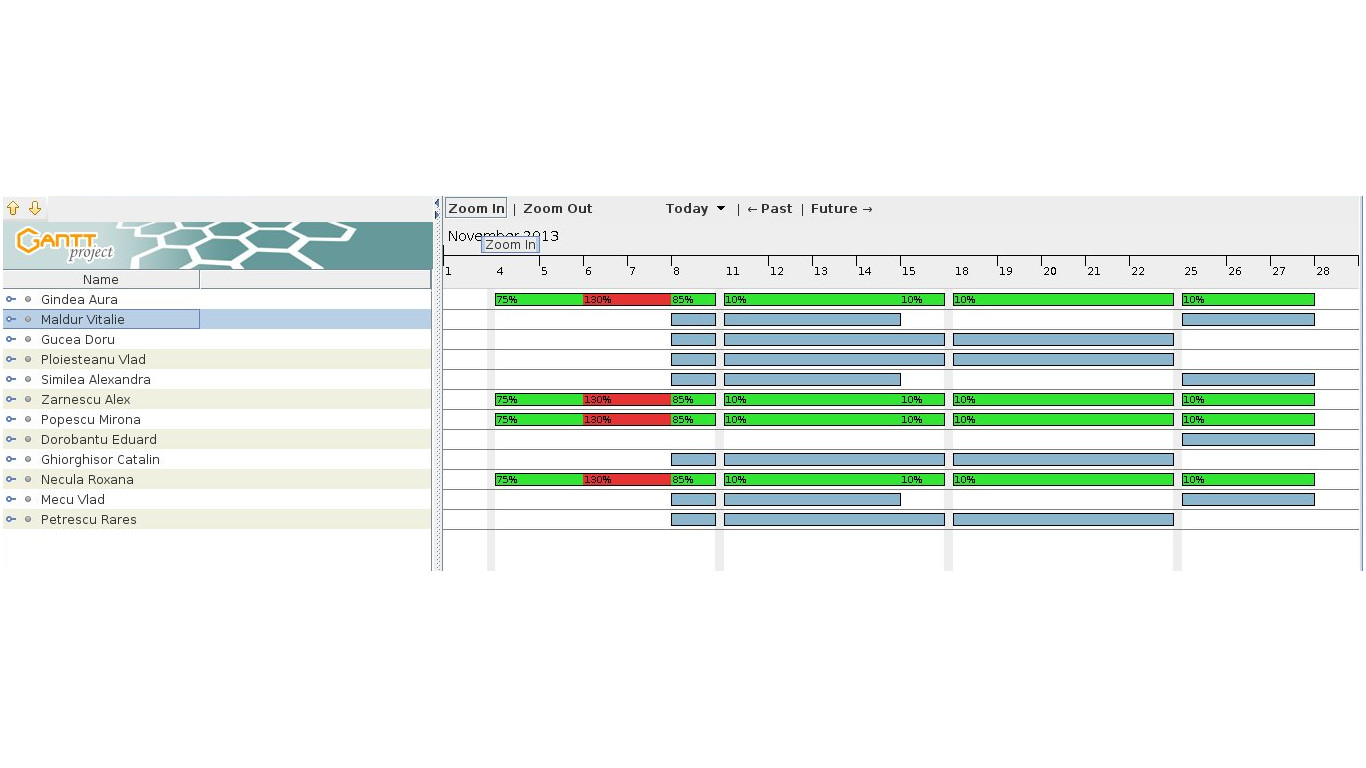 Zoom In | Zoom Out Today | ←Past | Future →
November 2013
Zoom In
GANTT
project
Name
1 4 5 6 7 8 11 12 13 14 15 18 19 20 21 22 25 26 27 28
Gindea Aura 75% 130% 85% 10% 10% 10% 10%
Maldur Vitalie
Gucea Doru
Ploiesteanu Vlad
Similea Alexandra
Zarnescu Alex 75% 130% 85% 10% 10% 10% 10%
Popescu Mirona 75% 130% 85% 10% 10% 10% 10%
Dorobantu Eduard
Ghiorghisor Catalin
Necula Roxana 75% 130% 85% 10% 10% 10% 10%
Mecu Vlad
Petrescu Rares